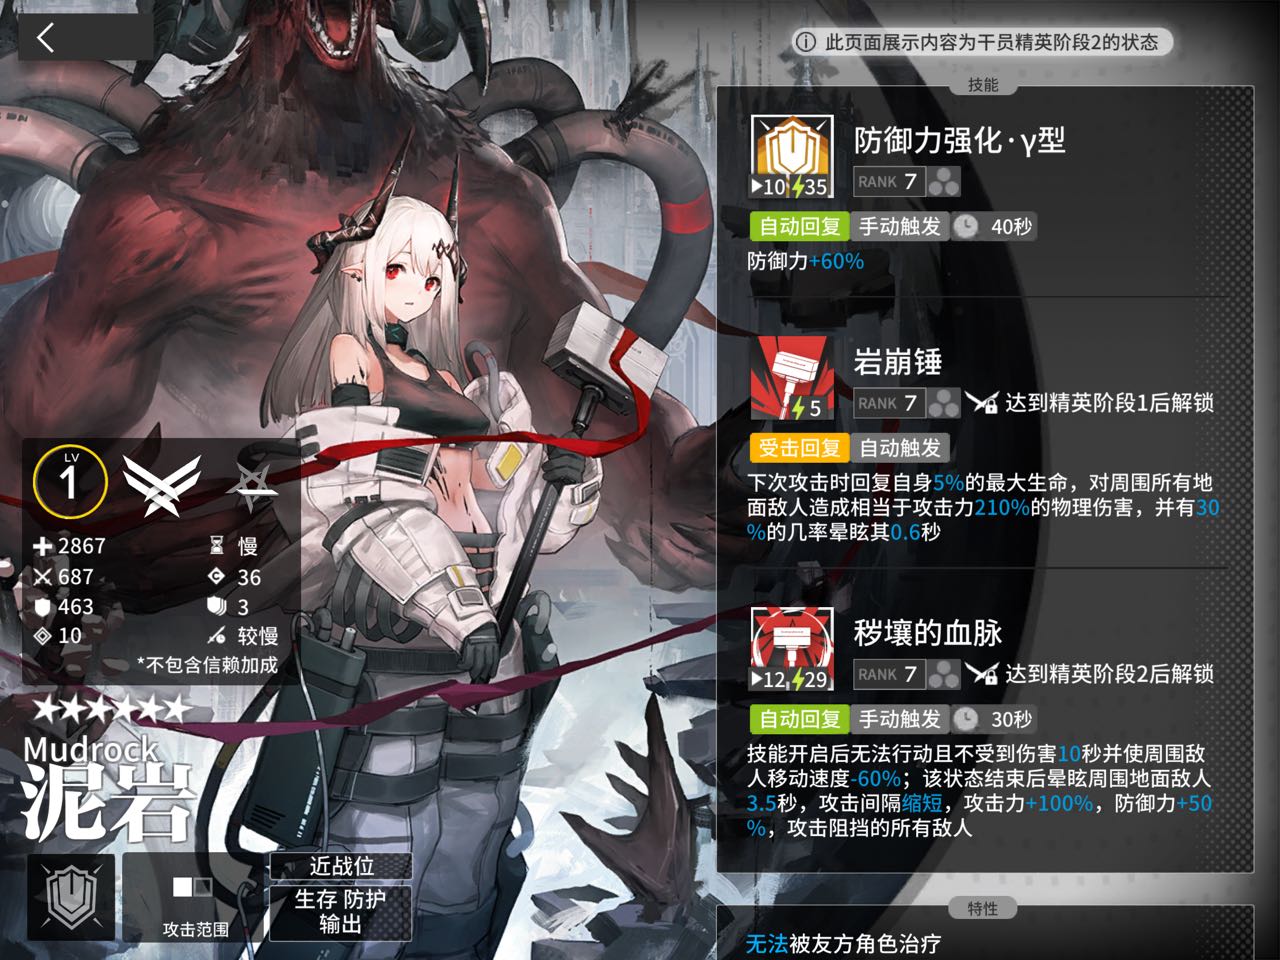 此页面展示内容为干员精英阶段2的状态
技能
防御力强化·γ型
10 35
RANK 7
自动回复 手动触发 40秒
防御力+60%
岩崩锤
5
RANK 7 达到精英阶段1后解锁
受击回复 自动触发
下次攻击时回复自身5%的最大生命，对周围所有地
面敌人造成相当于攻击力210%的物理伤害，并有30
%的几率晕眩其0.6秒
秽壤的血脉
12 29
RANK 7 达到精英阶段2后解锁
自动回复 手动触发 30秒
技能开启后无法行动且不受到伤害10秒并使周围敌
人移动速度-60%；该状态结束后晕眩周围地面敌人
3.5秒，攻击间隔缩短，攻击力+100%，防御力+50
%，攻击阻挡的所有敌人
特性
无法被友方角色治疗
LV
1
2867 慢
687 36
463 3
10 较慢
*不包含信赖加成
Mudrock
泥岩
攻击范围
近战位
生存 防护
输出